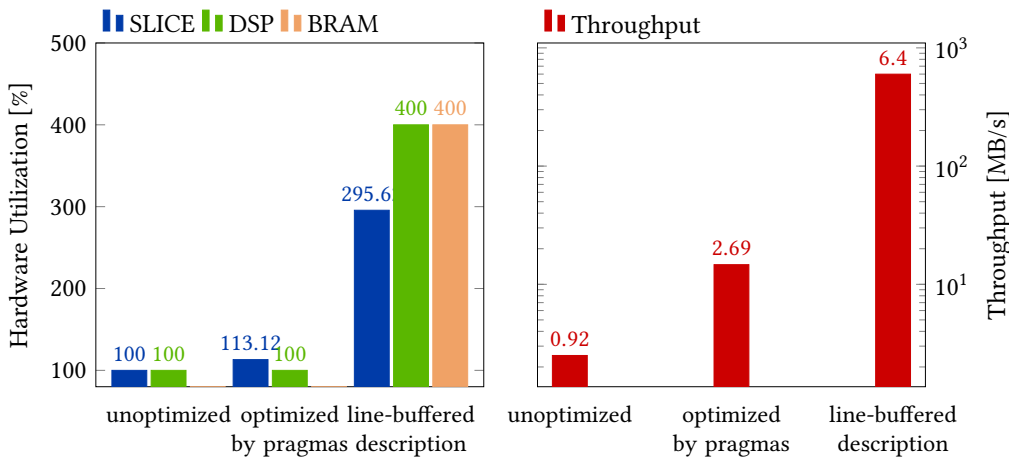 SLICE DSP BRAM
Hardware Utilization [%]
500
400
300
200
100
100 100
113.12 100
295.6
400 400
unoptimized optimized line-buffered
by pragmas description
Throughput
Throughput [MB/s]
10^3
10^2
10^1
0.92
2.69
6.4
unoptimized optimized line-buffered
by pragmas description